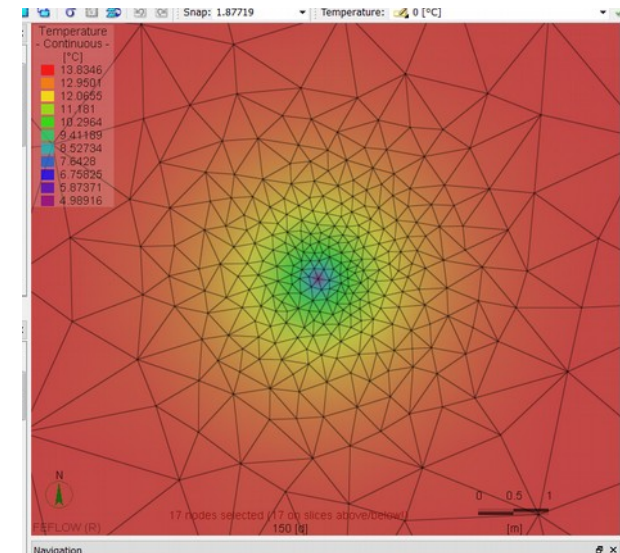 Snap: 1.87719
Temperature: 0 [°C]
Temperature
- Continuous -
[°C]
13.8346
12.9501
12.0655
11.181
10.2964
9.41189
8.52734
7.6428
6.75825
5.87371
4.98916
N
0 0.5 1
17 nodes selected (17 on slices above/below)
FEFLOW (R)
150 [d]
[m]
Navigation